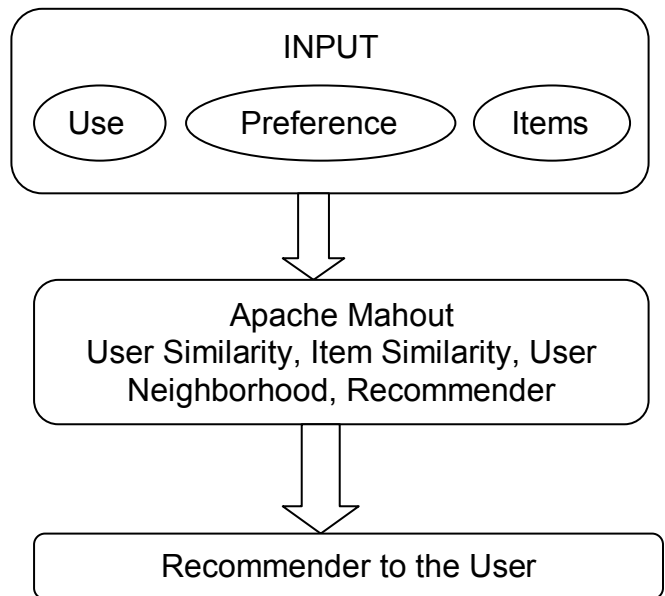 INPUT
Use Preference Items
Apache Mahout
User Similarity, Item Similarity, User
Neighborhood, Recommender
Recommender to the User